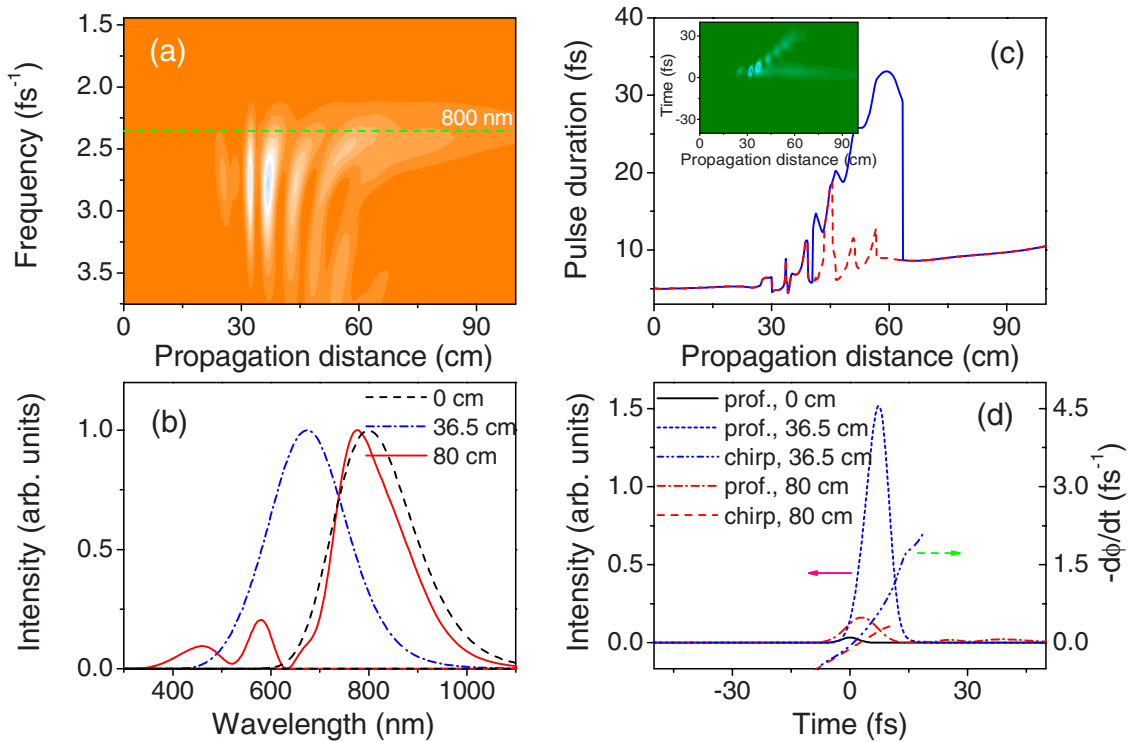 (a)
800 nm
Frequency (fs⁻¹)
1.5
2.0
2.5
3.0
3.5
0
30
60
90
Propagation distance (cm)
(c)
Pulse duration (fs)
40
30
20
10
0
30
60
90
Propagation distance (cm)
Time (fs)
30
0
-30
0
30
60
90
Propagation distance (cm)
(b)
0 cm
36.5 cm
80 cm
Intensity (arb. units)
1.0
0.5
0.0
400
600
800
1000
Wavelength (nm)
(d)
prof., 0 cm
prof., 36.5 cm
chirp, 36.5 cm
prof., 80 cm
chirp, 80 cm
Intensity (arb. units)
1.5
1.0
0.5
0.0
-30
0
30
Time (fs)
4.5
3.0
1.5
0.0
-dϕ/dt (fs⁻¹)